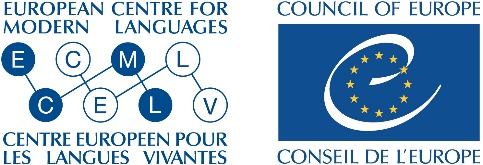 EUROPEAN CENTRE FOR
MODERN LANGUAGES
E C M L
C E L V
CENTRE EUROPEEN POUR
LES LANGUES VIVANTES
COUNCIL OF EUROPE
CONSEIL DE L'EUROPE